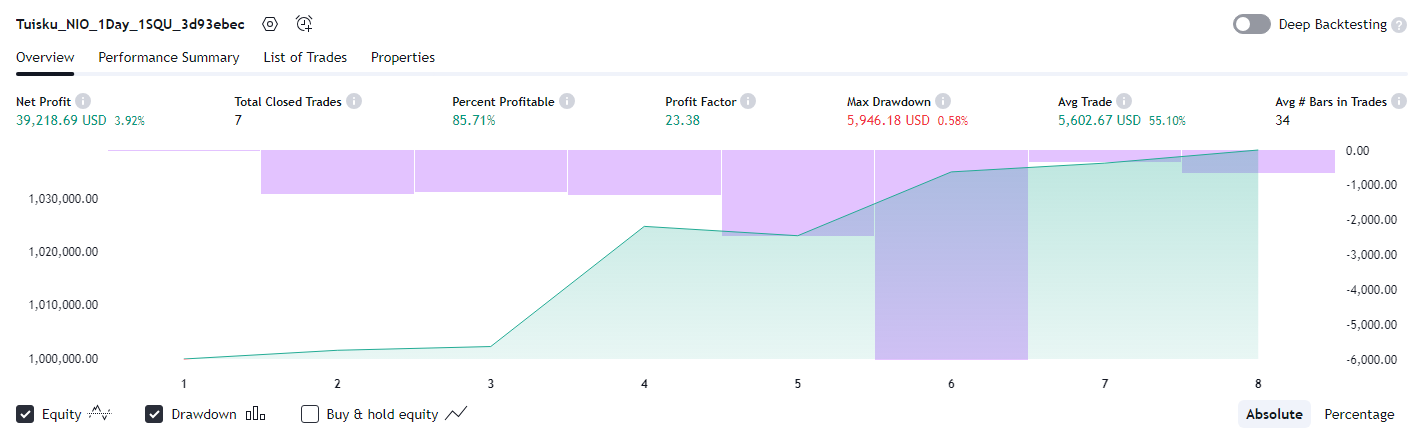 Tuisku_NIO_1Day_1SQU_3d93ebec Deep Backtesting ?
Overview Performance Summary List of Trades Properties
Net Profit i Total Closed Trades i Percent Profitable i Profit Factor i Max Drawdown i Avg Trade i Avg # Bars in Trades i
39,218.69 USD 3.92% 7 85.71% 23.38 5,946.18 USD 0.58% 5,602.67 USD 55.10% 34
0.00
1,030,000.00 -1,000.00
-2,000.00
1,020,000.00 -3,000.00
1,010,000.00 -4,000.00
-5,000.00
1,000,000.00 -6,000.00
1 2 3 4 5 6 7 8
Equity Drawdown Buy & hold equity Absolute Percentage